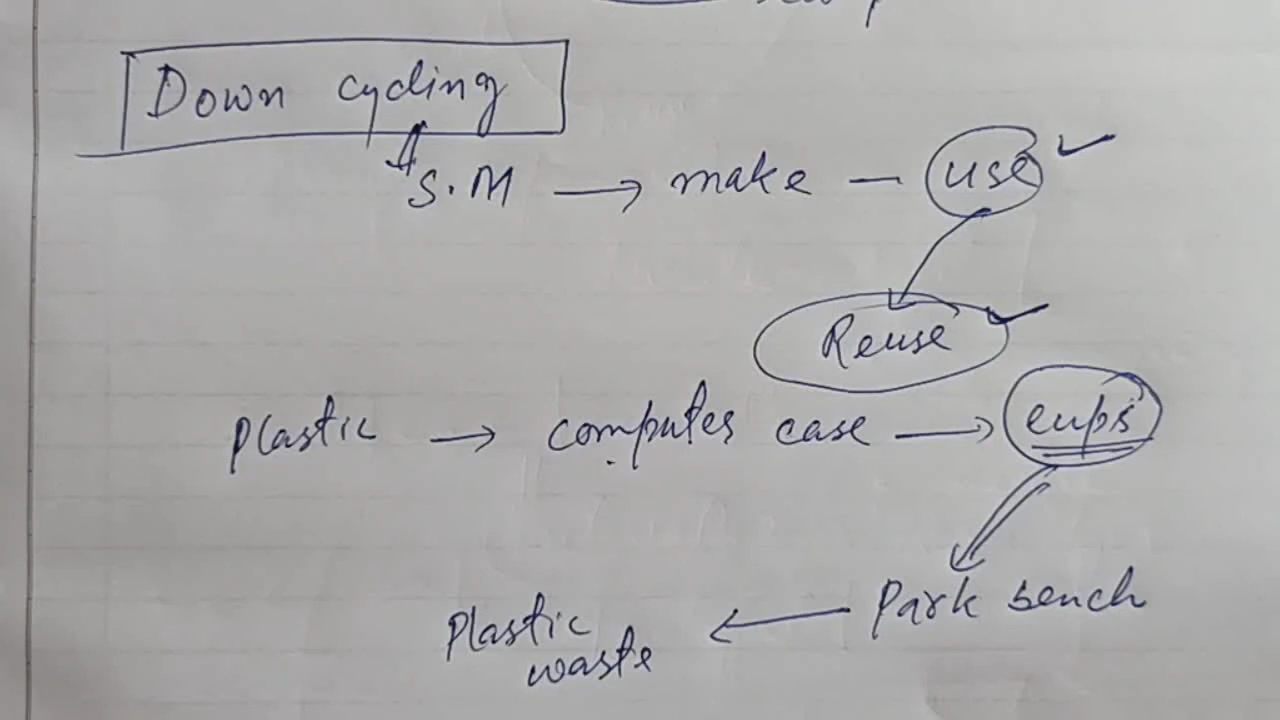 Down cycling
S.M → make — use ✓
Reuse ✓
Plastic → computes case → cups
Park bench
Plastic
waste